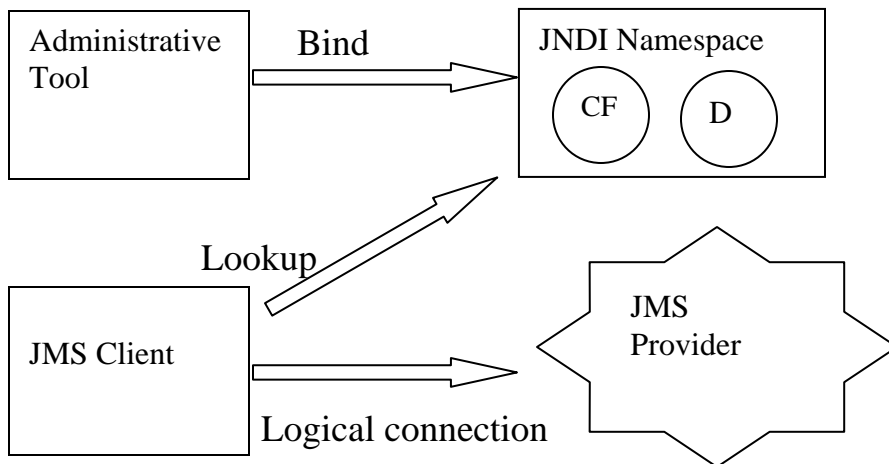 Administrative
Tool
Bind
JNDI Namespace
CF
D
Lookup
JMS Client
JMS
Provider
Logical connection